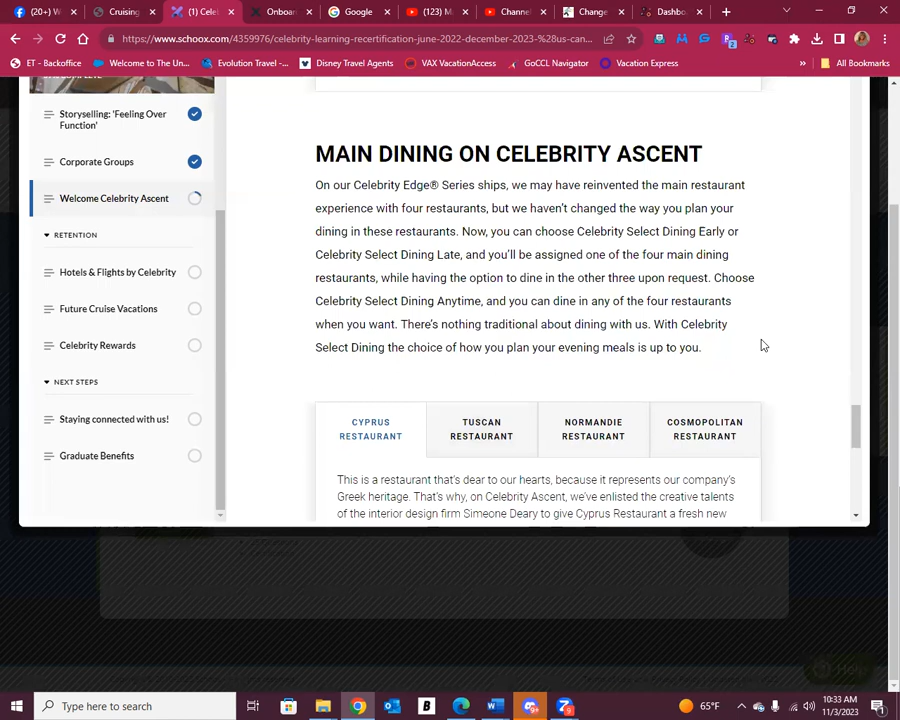 (20+) W
Cruising
(1) Cele
Onboar
Google
(123) M
Channel
Change
Dashbo
https://www.schoox.com/4359976/celebrity-learning-recertification-june-2022-december-2023-%28us-can...
ET - Backoffice
Welcome to The Un...
Evolution Travel -...
Disney Travel Agents
VAX VacationAccess
GoCCL Navigator
Vacation Express
»
All Bookmarks
Storyselling: 'Feeling Over
Function'
Corporate Groups
Welcome Celebrity Ascent
RETENTION
Hotels & Flights by Celebrity
Future Cruise Vacations
Celebrity Rewards
NEXT STEPS
Staying connected with us!
Graduate Benefits
MAIN DINING ON CELEBRITY ASCENT
On our Celebrity Edge® Series ships, we may have reinvented the main restaurant
experience with four restaurants, but we haven't changed the way you plan your
dining in these restaurants. Now, you can choose Celebrity Select Dining Early or
Celebrity Select Dining Late, and you'll be assigned one of the four main dining
restaurants, while having the option to dine in the other three upon request. Choose
Celebrity Select Dining Anytime, and you can dine in any of the four restaurants
when you want. There's nothing traditional about dining with us. With Celebrity
Select Dining the choice of how you plan your evening meals is up to you.
CYPRUS
RESTAURANT
TUSCAN
RESTAURANT
NORMANDIE
RESTAURANT
COSMOPOLITAN
RESTAURANT
This is a restaurant that's dear to our hearts, because it represents our company's
Greek heritage. That's why, on Celebrity Ascent, we've enlisted the creative talents
of the interior design firm Simeone Deary to give Cyprus Restaurant a fresh new
Help
Type here to search
65°F
10:33 AM
11/3/2023